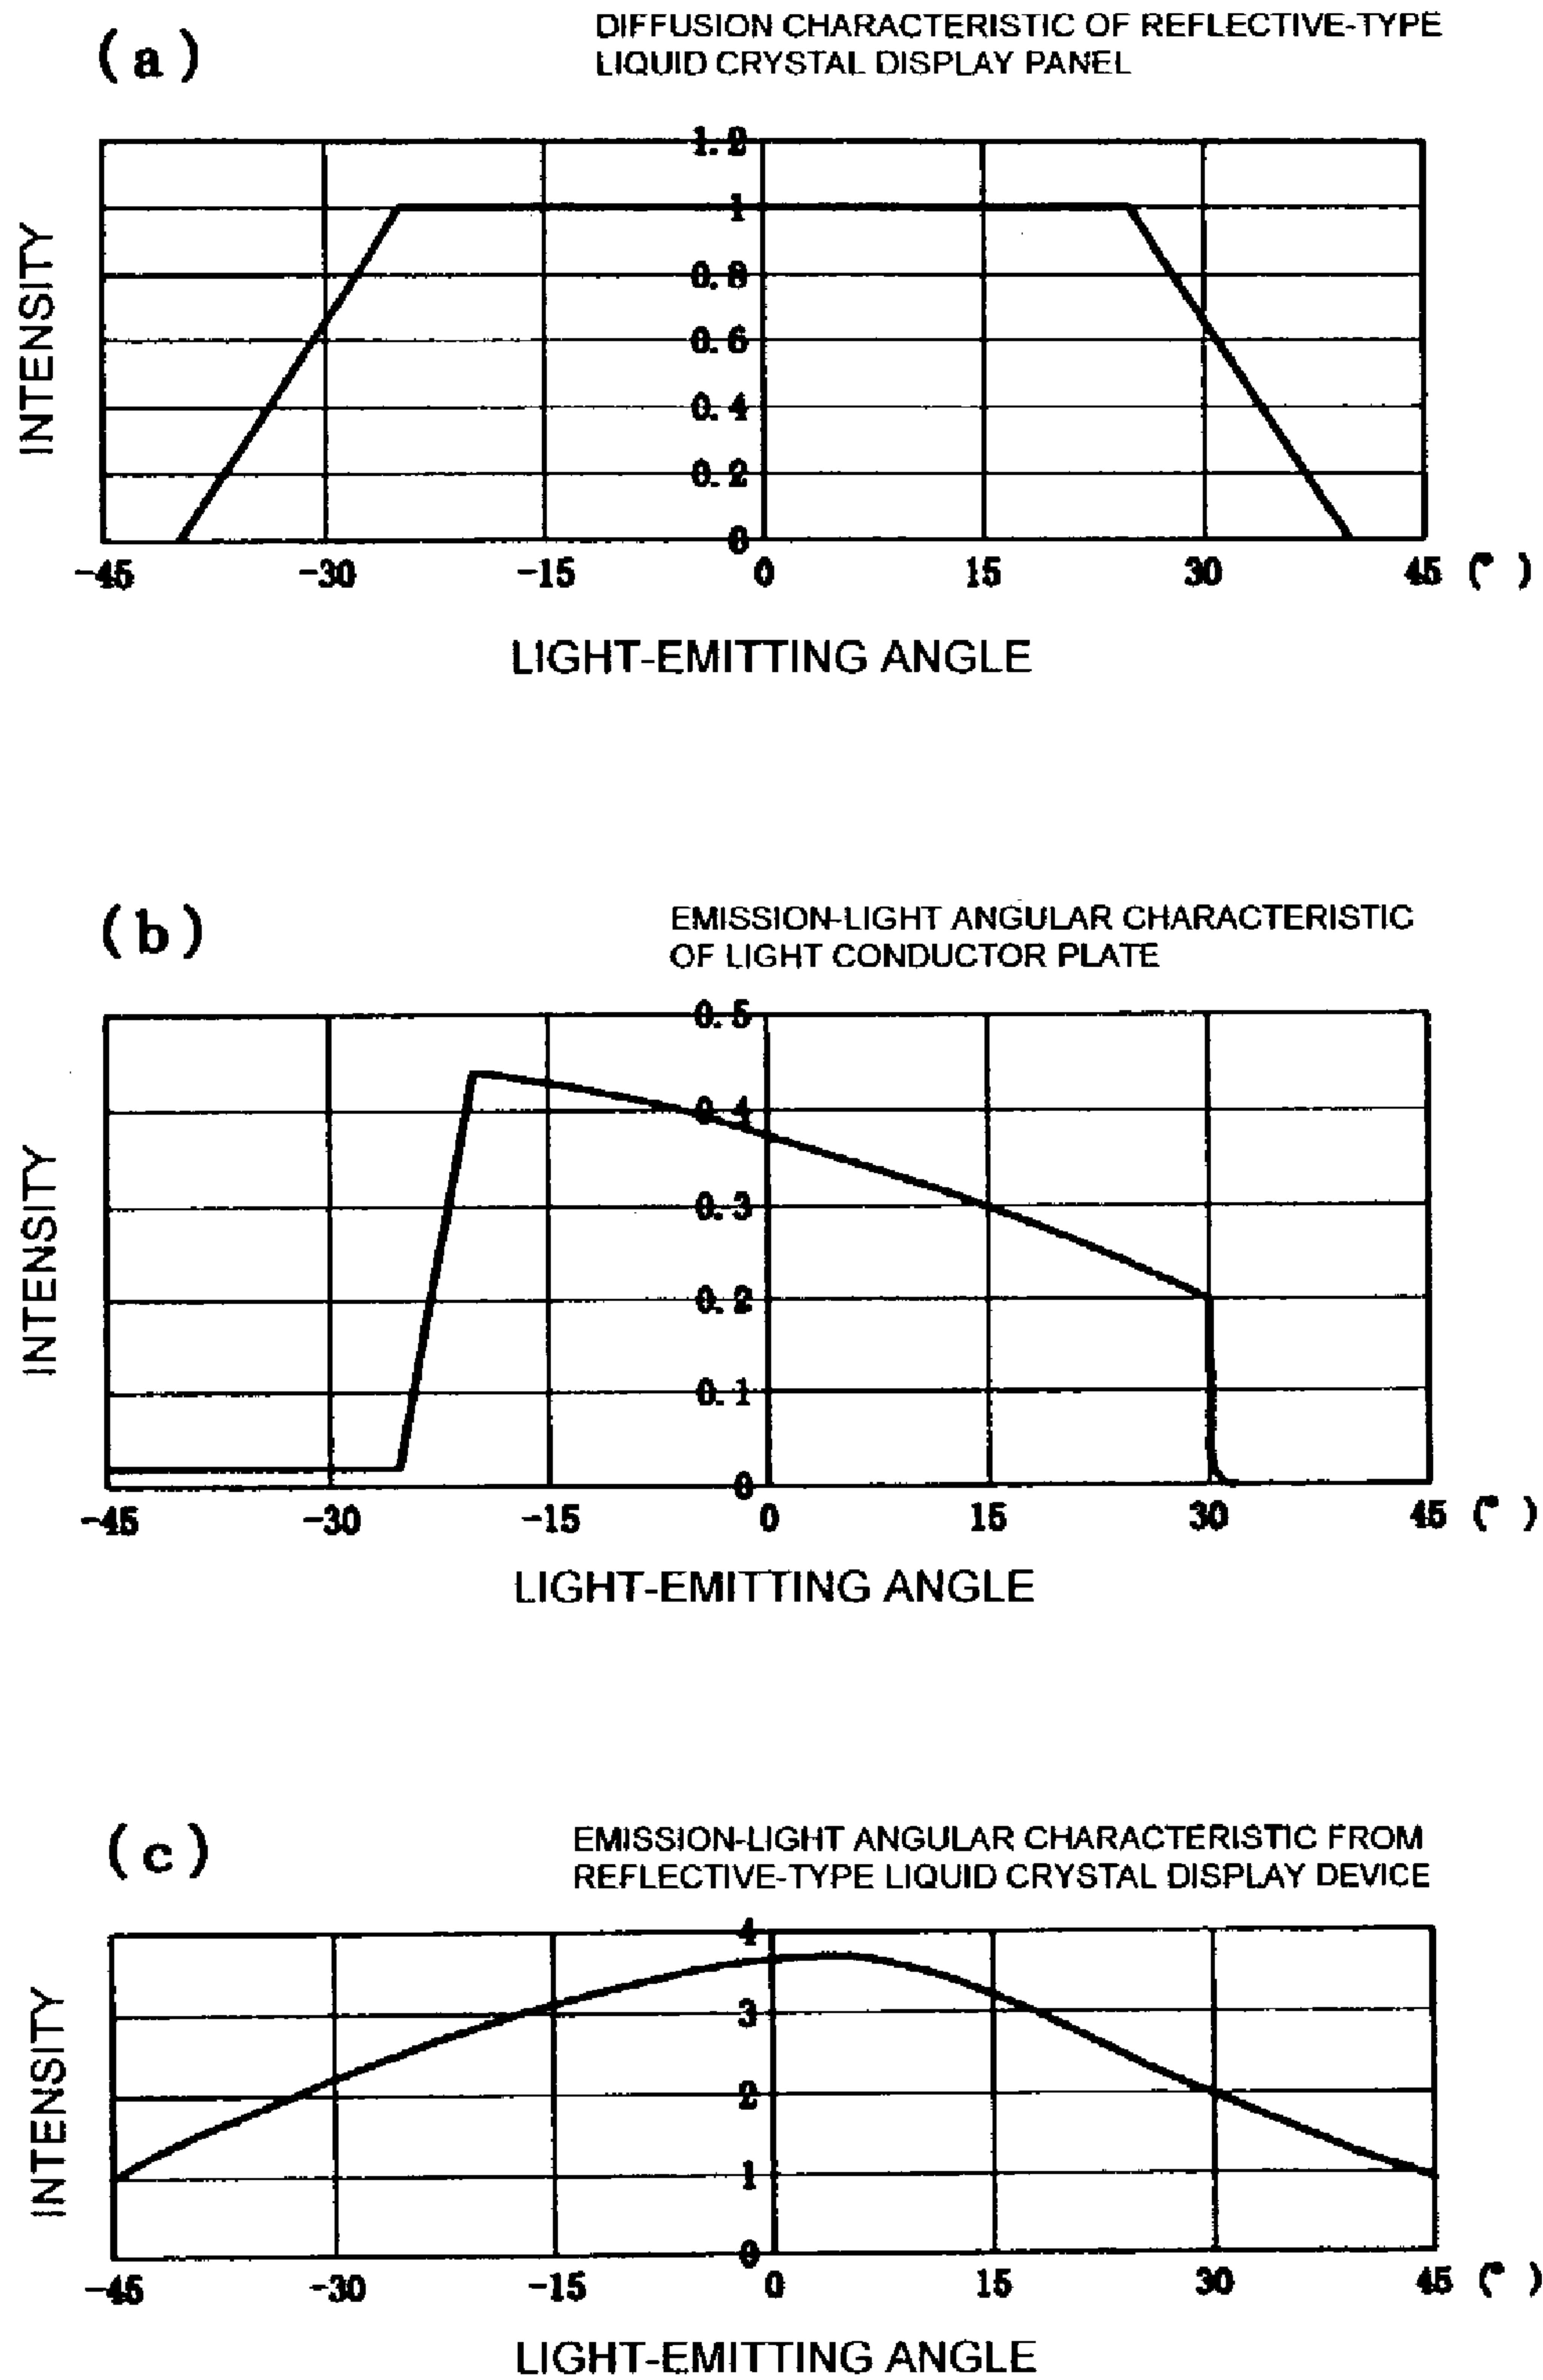 (a)
DIFFUSION CHARACTERISTIC OF REFLECTIVE-TYPE
LIQUID CRYSTAL DISPLAY PANEL
INTENSITY
1.2
1
0.8
0.6
0.4
0.2
0
-45 -30 -15 0 15 30 45 (°)
LIGHT-EMITTING ANGLE
(b)
EMISSION-LIGHT ANGULAR CHARACTERISTIC
OF LIGHT CONDUCTOR PLATE
INTENSITY
0.5
0.4
0.3
0.2
0.1
0
-45 -30 -15 0 15 30 45 (°)
LIGHT-EMITTING ANGLE
(c)
EMISSION-LIGHT ANGULAR CHARACTERISTIC FROM
REFLECTIVE-TYPE LIQUID CRYSTAL DISPLAY DEVICE
INTENSITY
4
3
2
1
0
-45 -30 -15 0 15 30 45 (°)
LIGHT-EMITTING ANGLE